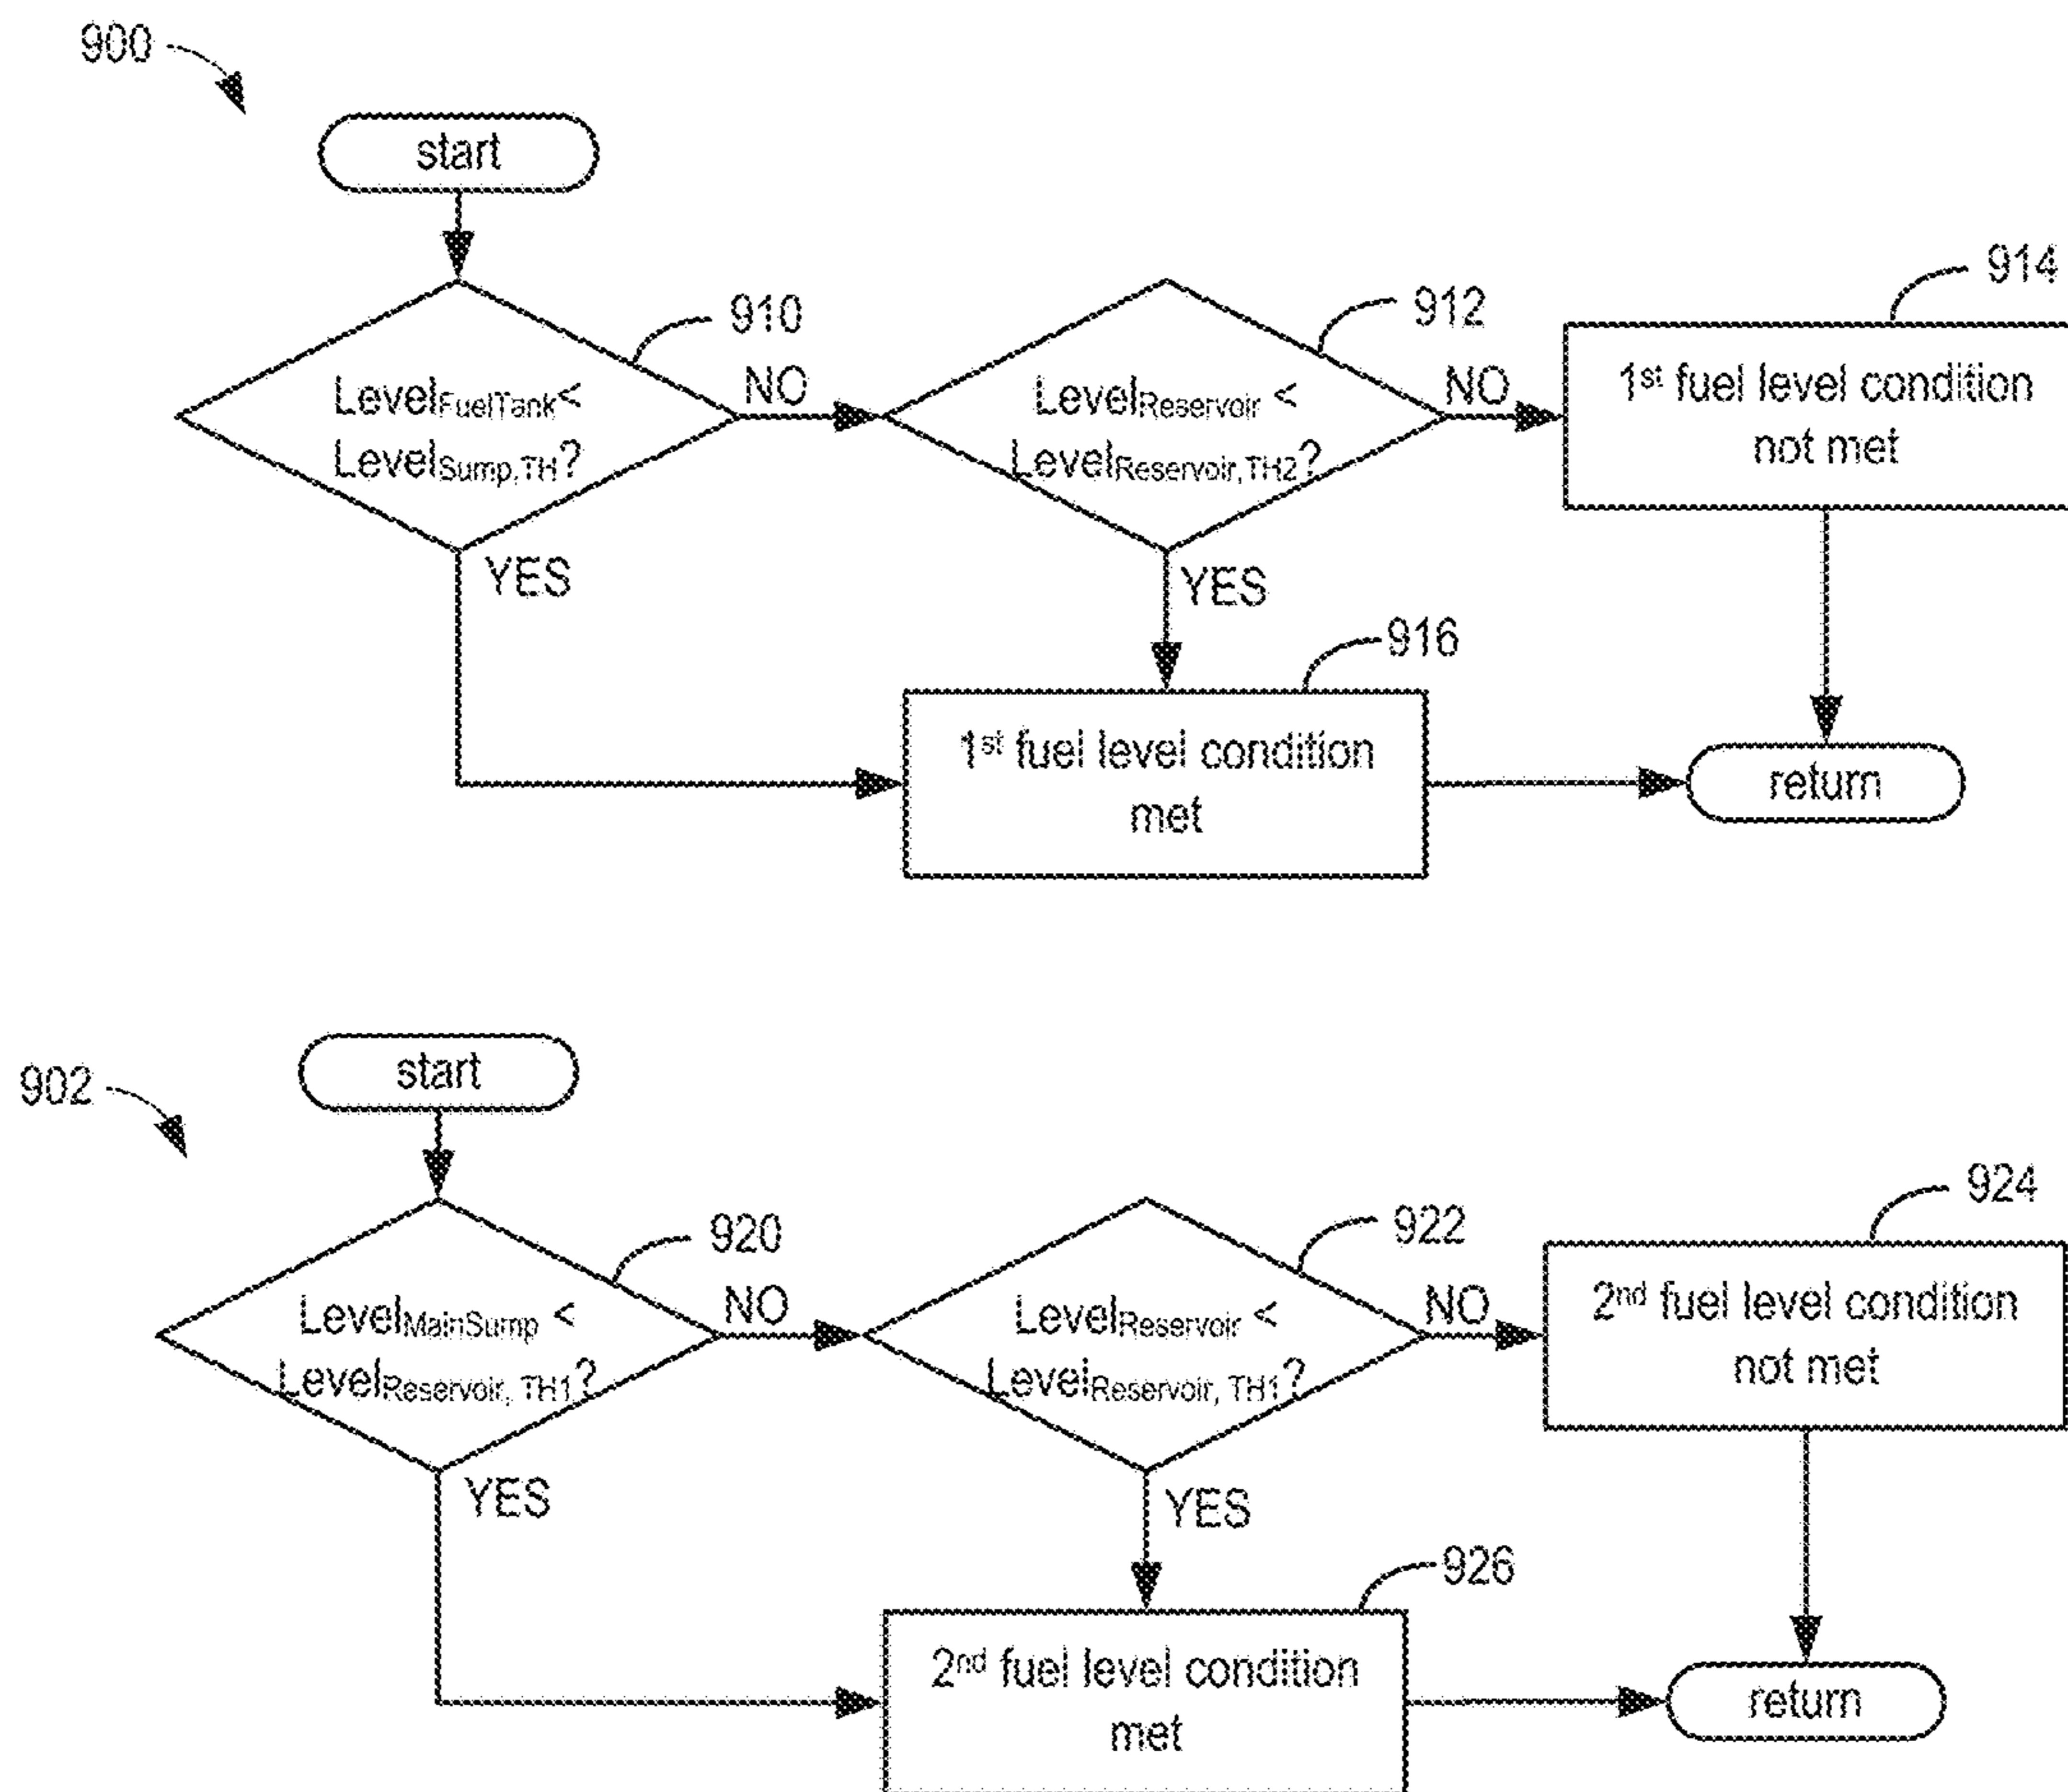 900
start
910
Level_FuelTank<
Level_Sump,TH?
NO
YES
912
Level_Reservoir <
Level_Reservoir,TH2?
NO
YES
914
1st fuel level condition
not met
916
1st fuel level condition
met
return
902
start
920
Level_MainSump <
Level_Reservoir, TH1?
NO
YES
922
Level_Reservoir <
Level_Reservoir, TH1?
NO
YES
924
2nd fuel level condition
not met
926
2nd fuel level condition
met
return